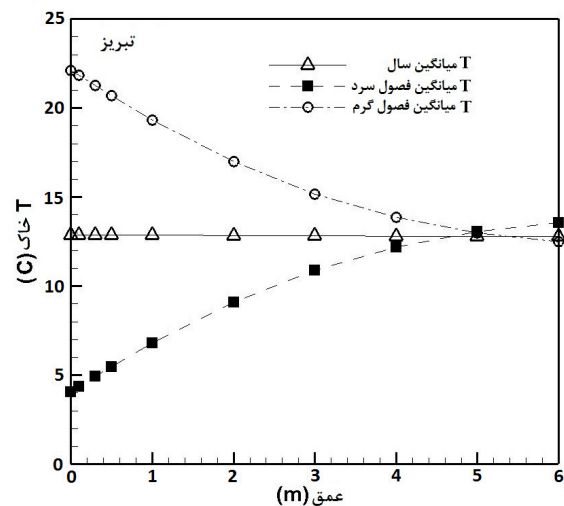 تبریز
میانگین سال T
میانگین فصول سرد T
میانگین فصول گرم T
25
20
15
10
5
0
T خاک (C)
0 1 2 3 4 5 6
عمق (m)